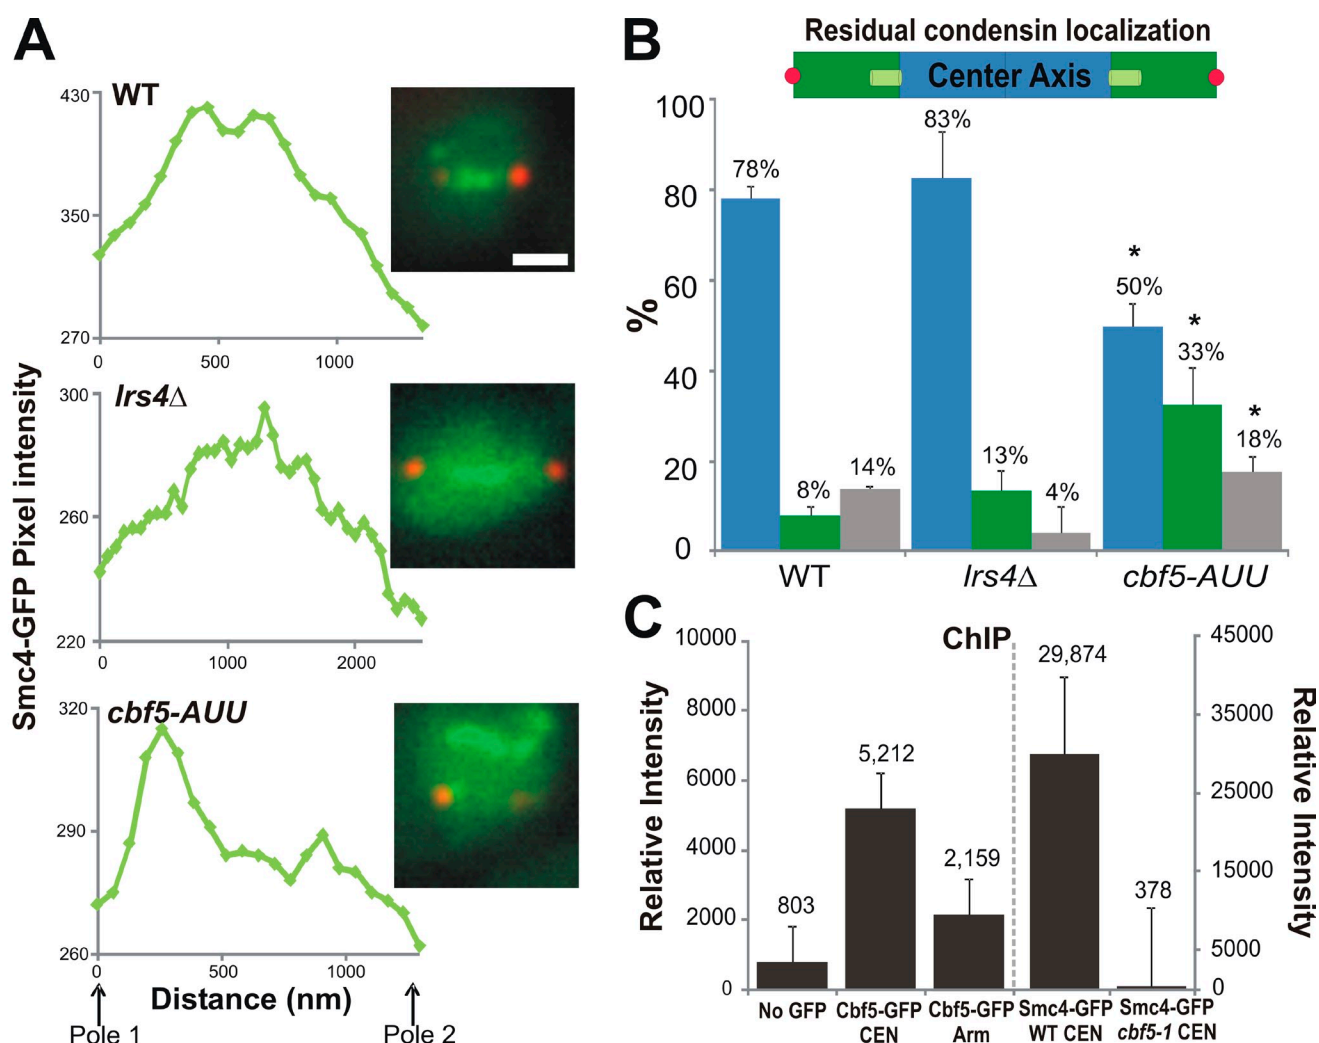 A
WT
430
350
270
0
500
1000
lrs4Δ
300
260
220
0
1000
2000
cbf5-AUU
320
290
260
0
500
1000
Smc4-GFP Pixel intensity
Distance (nm)
Pole 1
Pole 2
B
Residual condensin localization
Center Axis
100
80
60
40
20
0
%
78%
8%
14%
83%
13%
4%
*
50%
*
33%
*
18%
WT
lrs4Δ
cbf5-AUU
C
ChIP
10000
8000
6000
4000
2000
0
Relative Intensity
803
5,212
2,159
29,874
378
45000
35000
25000
15000
5000
0
Relative Intensity
No GFP
Cbf5-GFP
CEN
Cbf5-GFP
Arm
Smc4-GFP
WT CEN
Smc4-GFP
cbf5-1 CEN